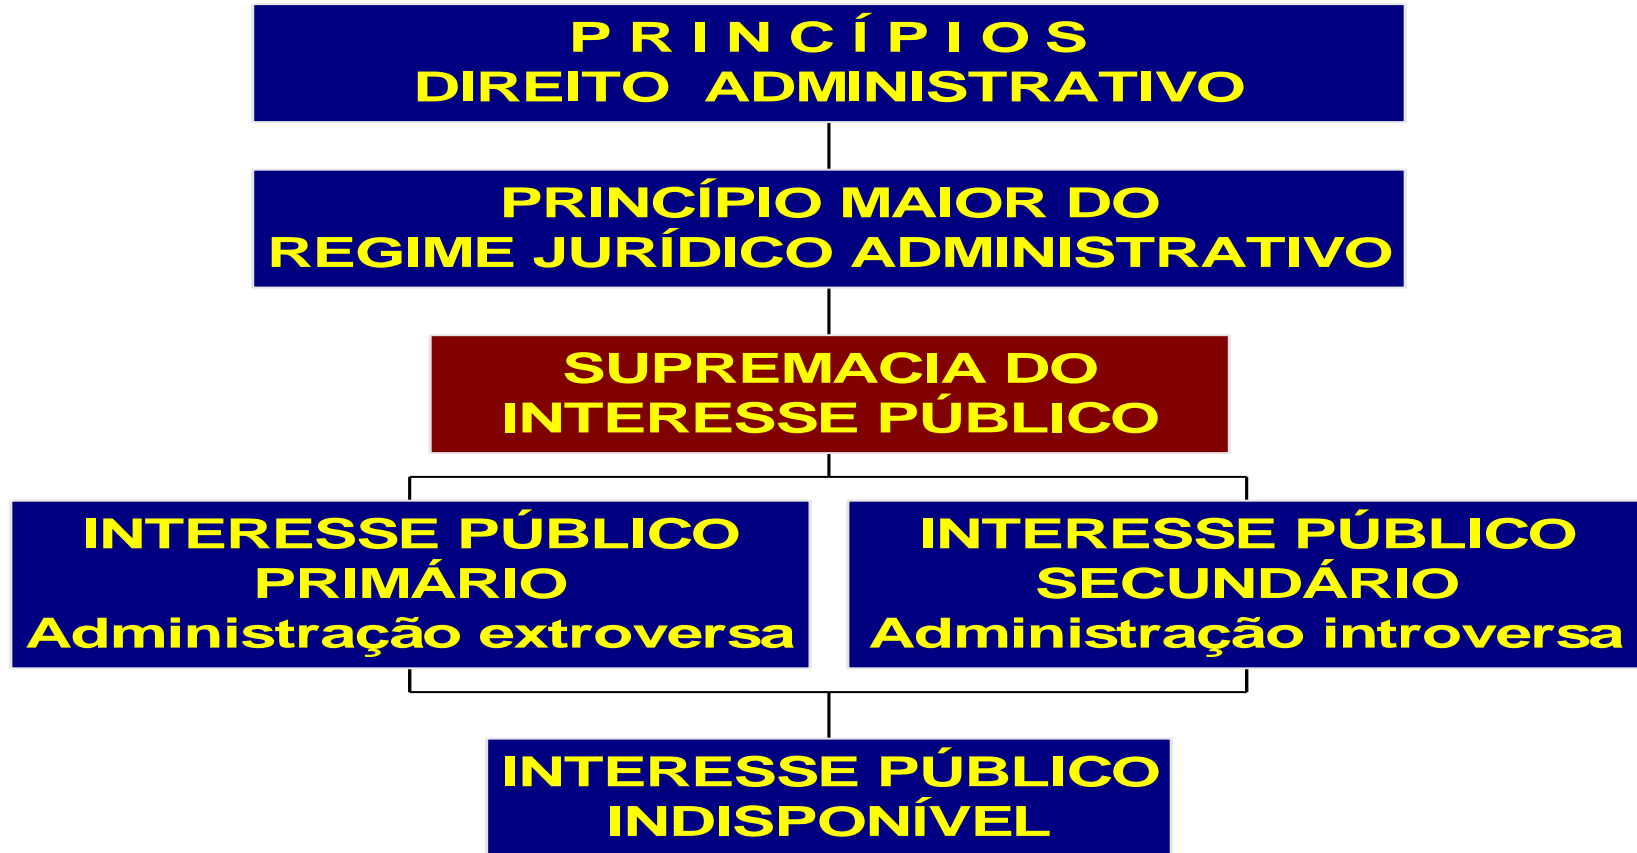 PRINCÍPIOS
DIREITO ADMINISTRATIVO
PRINCÍPIO MAIOR DO
REGIME JURÍDICO ADMINISTRATIVO
SUPREMACIA DO
INTERESSE PÚBLICO
INTERESSE PÚBLICO
PRIMÁRIO
Administração extroversa
INTERESSE PÚBLICO
SECUNDÁRIO
Administração introversa
INTERESSE PÚBLICO
INDISPONÍVEL